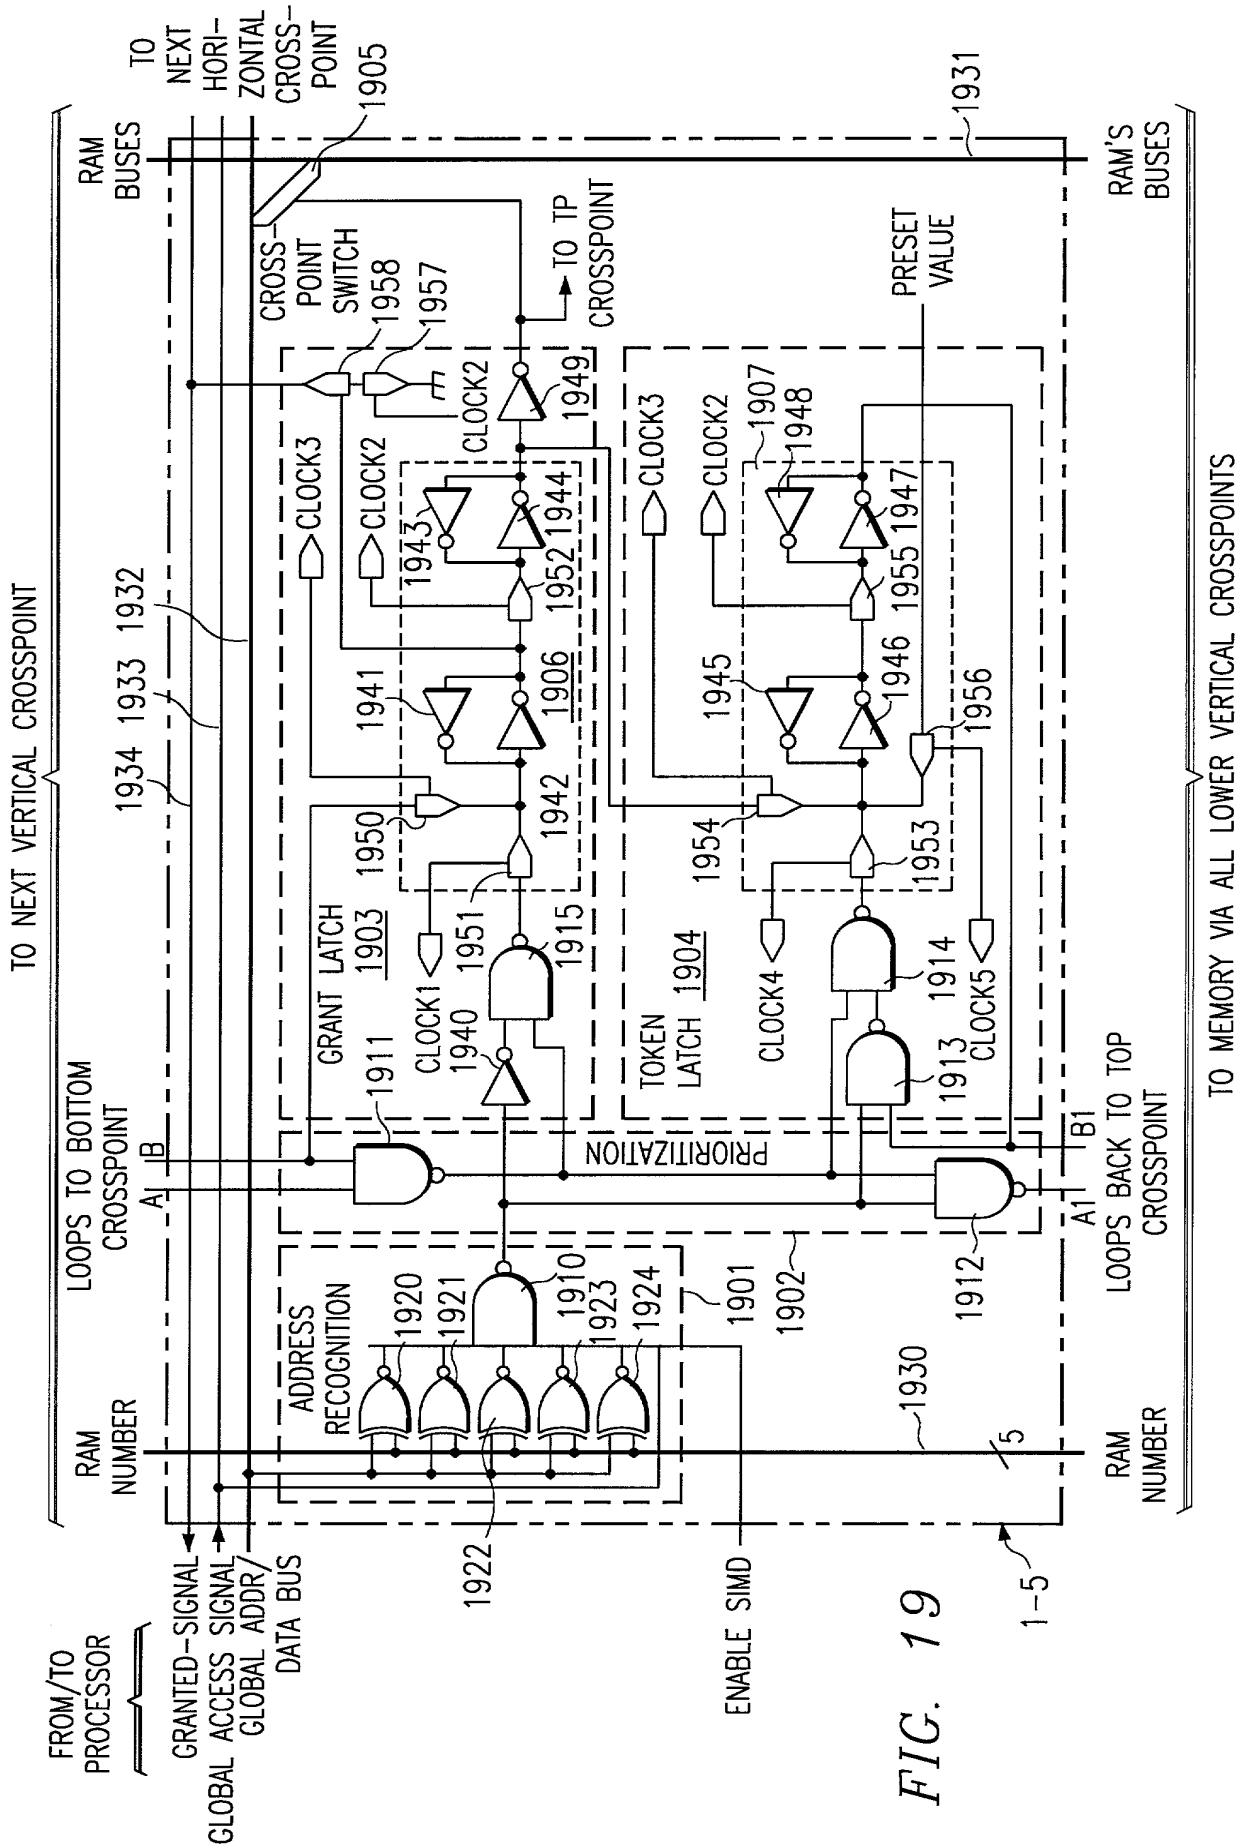 TO NEXT VERTICAL CROSSPOINT
FROM/TO
PROCESSOR
GRANTED-SIGNAL
GLOBAL ACCESS SIGNAL
GLOBAL ADDR/
DATA BUS
RAM
NUMBER
LOOPS TO BOTTOM
CROSSPOINT
A
B
1934
1933
1932
RAM
BUSES
TO
NEXT
HORI-
ZONTAL
CROSS-
POINT
1905
CROSS-
POINT
SWITCH
1958
1957
ADDRESS
RECOGNITION
1920
1921
1910
1923
1924
1922
1901
1902
PRIORITIZATION
1911
GRANT LATCH
1903
CLOCK1
1940
1951
1915
1950
1942
1941
1906
CLOCK3
CLOCK2
1943
1944
1952
CLOCK2
1949
TO TP
CROSSPOINT
TOKEN
LATCH
1904
CLOCK4
1954
1953
1945
1946
1956
CLOCK3
CLOCK2
1907
1948
1947
1955
PRESET
VALUE
1914
1913
CLOCK5
1912
1930
5
1931
ENABLE SIMD
1-5
RAM
NUMBER
A1
B1
LOOPS BACK TO TOP
CROSSPOINT
RAM'S
BUSES
TO MEMORY VIA ALL LOWER VERTICAL CROSSPOINTS
FIG. 19